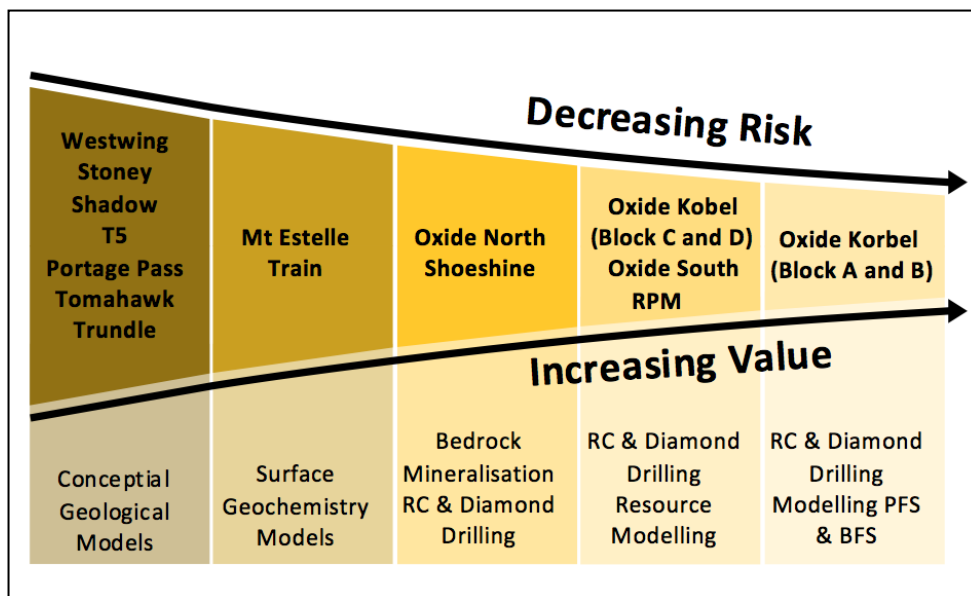 Decreasing Risk
Westwing
Stoney
Shadow
T5
Portage Pass
Tomahawk
Trundle
Mt Estelle
Train
Oxide North
Shoeshine
Oxide Kobel
(Block C and D)
Oxide South
RPM
Oxide Korbel
(Block A and B)
Increasing Value
Conceptial
Geological
Models
Surface
Geochemistry
Models
Bedrock
Mineralisation
RC & Diamond
Drilling
RC & Diamond
Drilling
Resource
Modelling
RC & Diamond
Drilling
Modelling PFS
& BFS